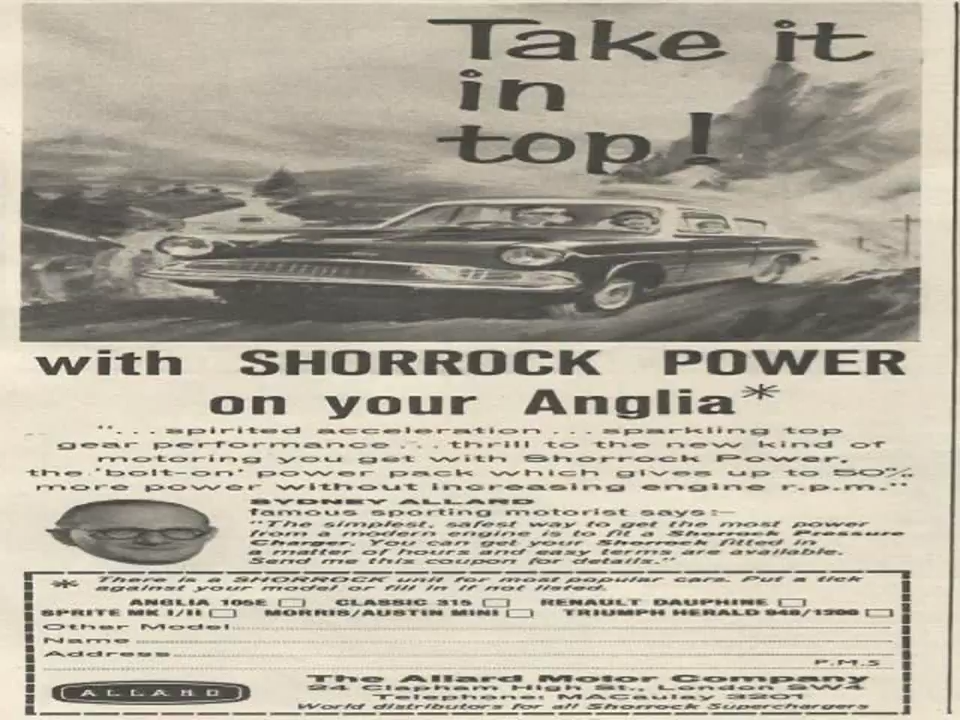 Take it
in
top!
with SHORROCK POWER
on your Anglia*
"... spirited acceleration ... sparkling top
gear performance ... thrill to the new kind of
motoring you get with Shorrock Power,
the 'bolt-on' power pack which gives up to 50%
more power without increasing engine r.p.m."
SYDNEY ALLARD
famous sporting motorist says:–
"The simplest, safest way to get the most power
from a modern engine is to fit a Shorrock Pressure
Charger. You can get your Shorrock fitted in
a matter of hours and easy terms are available.
Send me this coupon for details."
* There is a SHORROCK unit for most popular cars. Put a tick
against your model or fill in if not listed.
ANGLIA 105E CLASSIC 315 RENAULT DAUPHINE
SPRITE MK I/II MORRIS//AUSTIN MINI TRIUMPH HERALD 948/1200
Other Model
Name
Address
P.M.S
ALLARD
The Allard Motor Company
24 Clapham High St., London SW4
Telephone: MACaulay 3201
World distributors for all Shorrock Superchargers